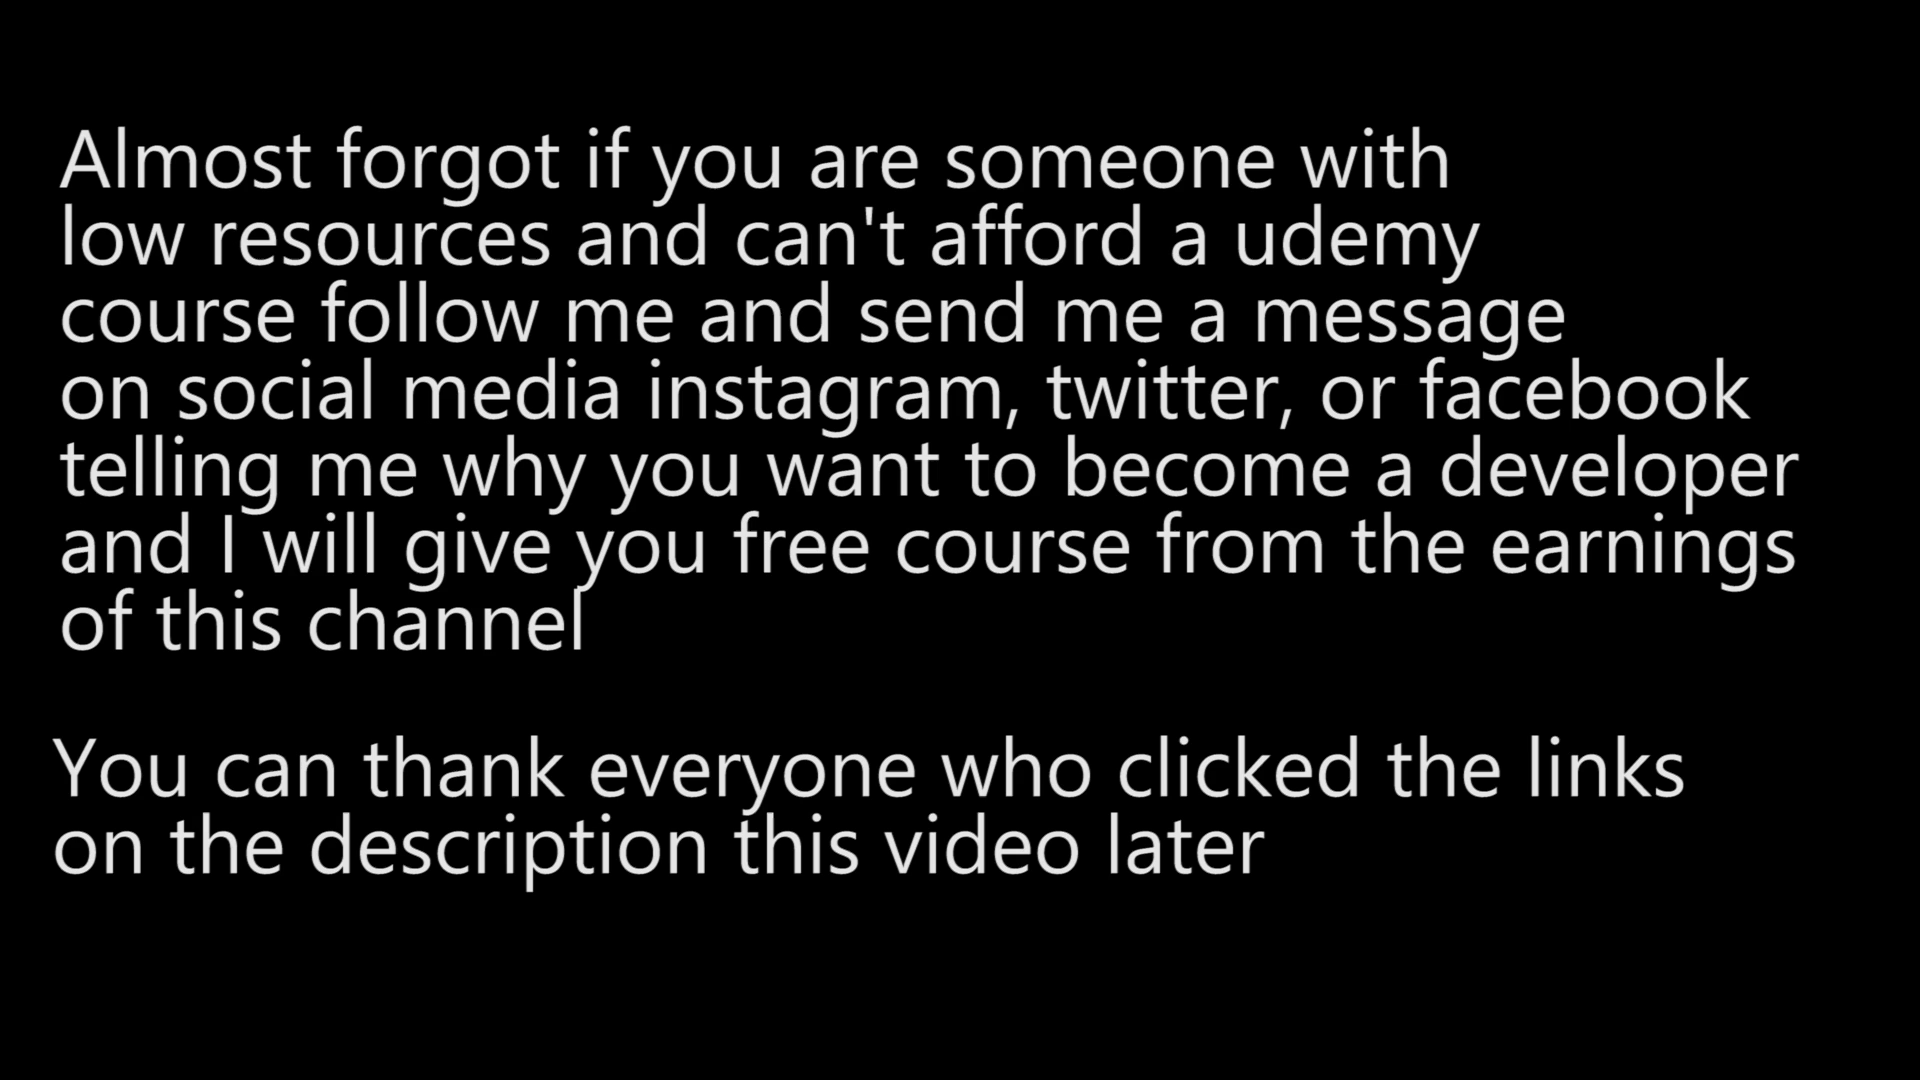 Almost forgot if you are someone with
low resources and can't afford a udemy
course follow me and send me a message
on social media instagram, twitter, or facebook
telling me why you want to become a developer
and I will give you free course from the earnings
of this channel
You can thank everyone who clicked the links
on the description this video later